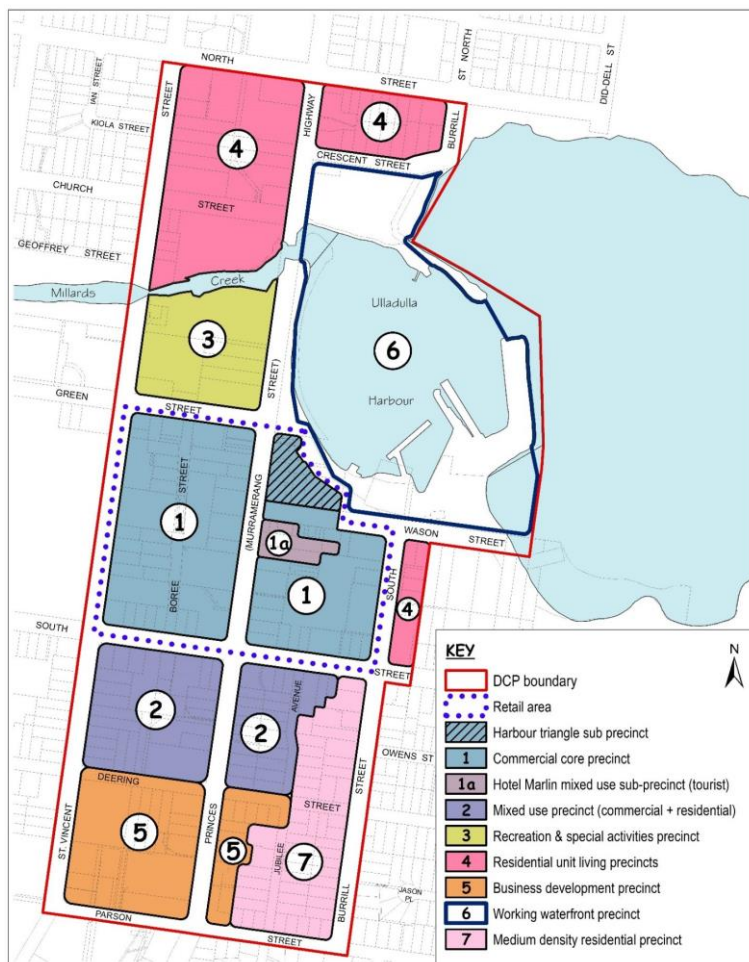 NORTH
STREET
ST NORTH
DID-DELL ST
IAN STREET
KIOLA STREET
STREET
HIGHWAY
BURRILL
4
4
CRESCENT STREET
CHURCH
STREET
GEOFFREY STREET
Creek
Millards
Ulladulla
6
Harbour
3
STREET)
GREEN
STREET
STREET
1
(MURRAMERANG
WASON
STREET
1a
BOREE
1
SOUTH
4
SOUTH
STREET
2
2
AVENUE
OWENS ST
STREET
DEERING
STREET
ST. VINCENT
5
PRINCES
5
JUBILEE
7
BURRILL
JASON
PL
PARSON
STREET
KEY
N
DCP boundary
Retail area
Harbour triangle sub precinct
1 Commercial core precinct
1a Hotel Marlin mixed use sub-precinct (tourist)
2 Mixed use precinct (commercial + residential)
3 Recreation & special activities precinct
4 Residential unit living precincts
5 Business development precinct
6 Working waterfront precinct
7 Medium density residential precinct